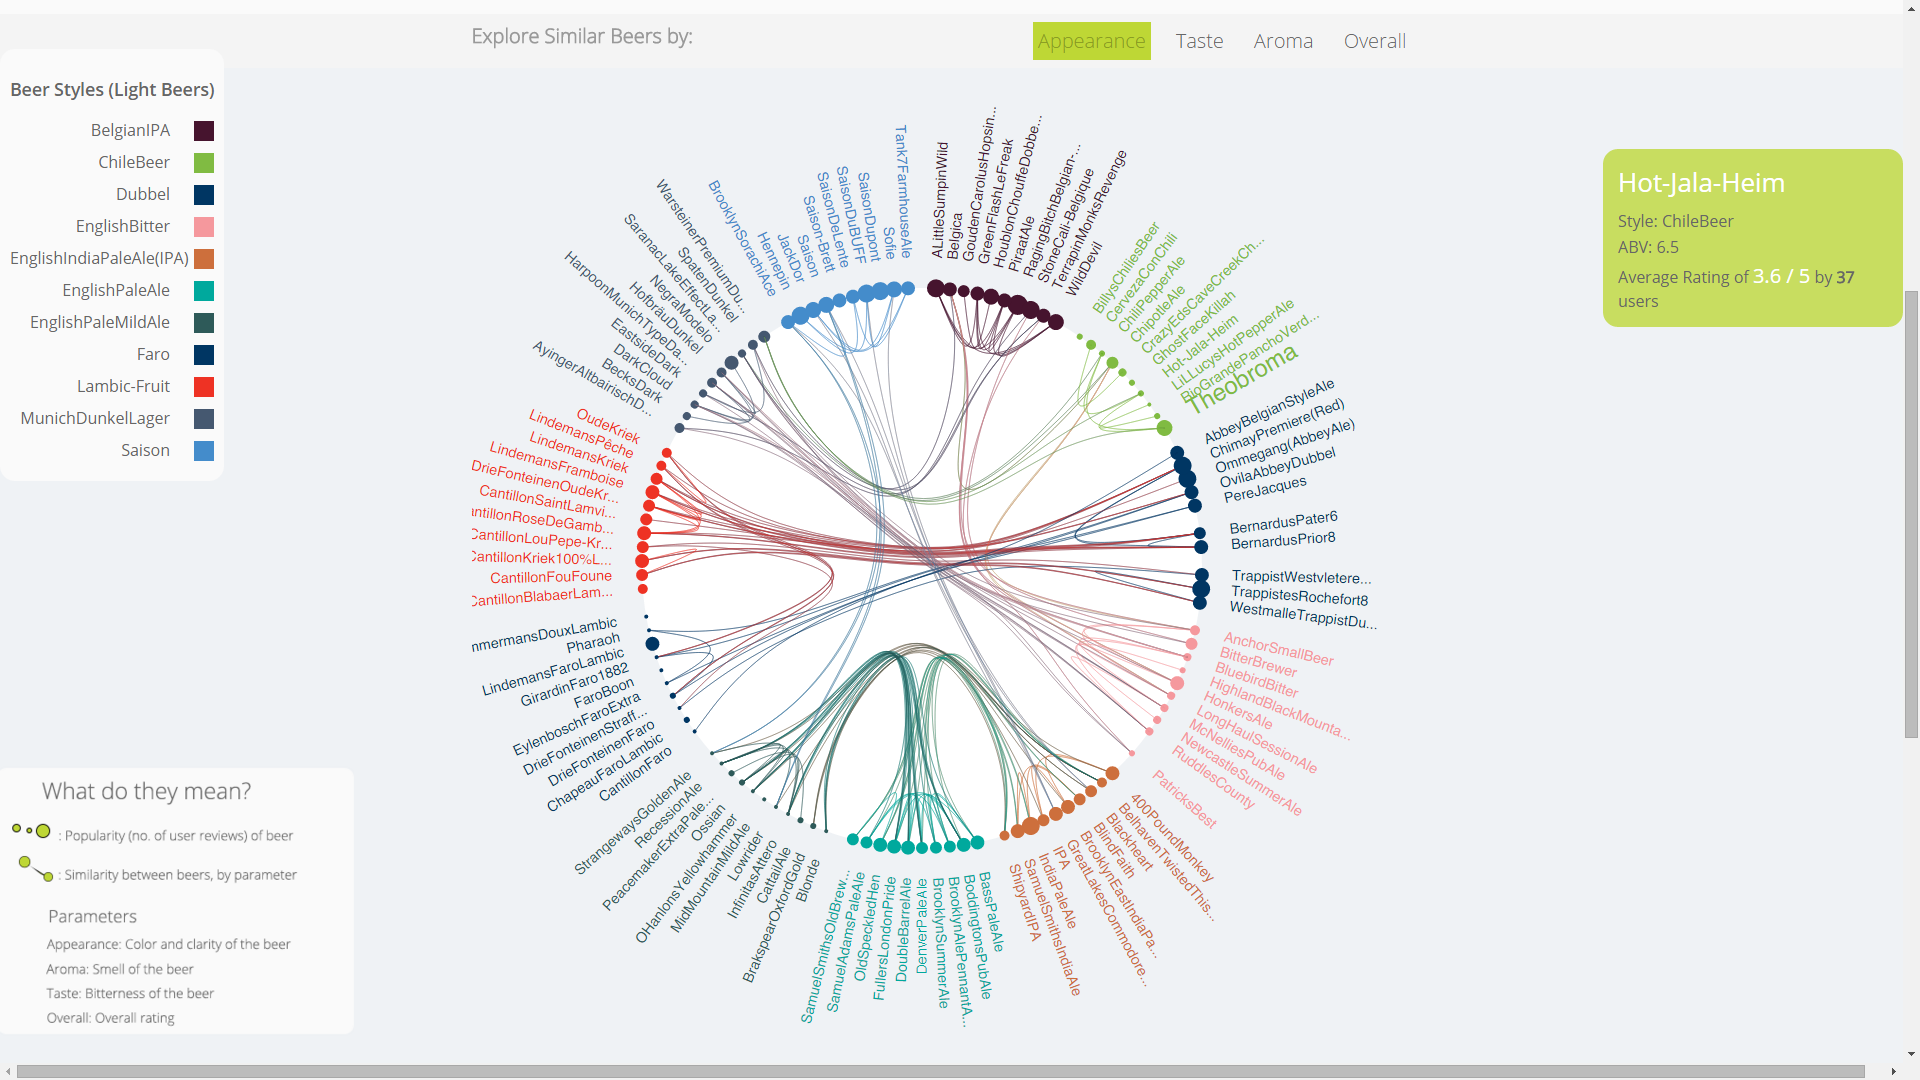 Explore Similar Beers by:
Appearance
Taste
Aroma
Overall
Beer Styles (Light Beers)
BelgianIPA
ChileBeer
Dubbel
EnglishBitter
EnglishIndiaPaleAle(IPA)
EnglishPaleAle
EnglishPaleMildAle
Faro
Lambic-Fruit
MunichDunkelLager
Saison
Hot-Jala-Heim
Style: ChileBeer
ABV: 6.5
Average Rating of 3.6 / 5 by 37
users
ALittleSumpinWild
Belgica
GoudenCarolusHopsin...
GreenFlashLeFreak
HoublonChouffeDobbe...
PiraatAle
RagingBitchBelgian-...
StoneCali-Belgique
TerrapinMonksRevenge
WildDevil
BillysChiliesBeer
CervezaConChili
ChiliPepperAle
ChipotleAle
CrazyEdsCaveCreekCh...
GhostFaceKillah
Hot-Jala-Heim
LiLLucysHotPepperAle
RioGrandePanchoVerd...
Theobroma
AbbeyBelgianStyleAle
ChimayPremiere(Red)
Ommegang(AbbeyAle)
OvilaAbbeyDubbel
PereJacques
BernardusPater6
BernardusPrior8
TrappistWestvletere...
TrappistesRochefort8
WestmalleTrappistDu...
AnchorSmallBeer
BitterBrewer
BluebirdBitter
HighlandBlackMounta...
HonkersAle
LongHaulSessionAle
McNelliesPubAle
NewcastleSummerAle
RuddlesCounty
PatricksBest
400PoundMonkey
BelhavenTwistedThis...
Blackheart
BlindFaith
BrooklynEastIndiaPa...
GreatLakesCommodore...
IPA
IndiaPaleAle
SamuelSmithsIndiaAle
ShipyardIPA
BassPaleAle
BoddingtonsPubAle
BrooklynAlePennantA...
BrooklynSummerAle
DenverPaleAle
DoubleBarrelAle
FullersLondonPride
OldSpeckledHen
SamuelAdamsPaleAle
SamuelSmithsOldBrew...
Blonde
BrakspearOxfordGold
CattailAle
InfinitasAttero
Lowrider
MidMountainMildAle
OHanlonsYellowhammer
Ossian
PeacemakerExtraPale...
RecessionAle
StrangewaysGoldenAle
CantillonFaro
ChapeauFaroLambic
DrieFonteinenFaro
DrieFonteinenStraff...
EylenboschFaroExtra
FaroBoon
GirardinFaro1882
LindemansFaroLambic
Pharaoh
nmermansDouxLambic
CantillonBlabaerLam...
CantillonFouFoune
CantillonKriek100%L...
CantillonLouPepe-Kr...
antillonRoseDeGamb...
CantillonSaintLamvi...
DrieFonteinenOudeKr...
LindemansFramboise
LindemansKriek
LindemansPêche
OudeKriek
AyingerAltbairischD...
BecksDark
DarkCloud
EastsideDark
HarpoonMunichTypeDa...
HofbräuDunkel
NegraModelo
SaranacLakeEffectLa...
SpatenDunkel
WarsteinerPremiumDu...
BrooklynSorachiAce
Hennepin
JackDor
Saison
Saison-Brett
SaisonDeLente
SaisonDuBUFF
SaisonDupont
Sofie
Tank7FarmhouseAle
What do they mean?
: Popularity (no. of user reviews) of beer
: Similarity between beers, by parameter
Parameters
Appearance: Color and clarity of the beer
Aroma: Smell of the beer
Taste: Bitterness of the beer
Overall: Overall rating